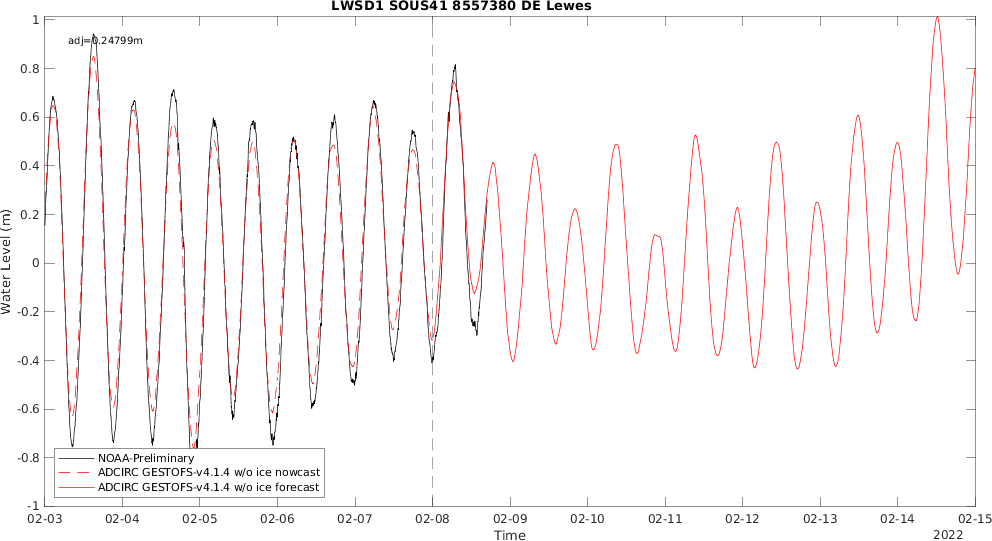 LWSD1 SOUS41 8557380 DE Lewes
adj=0.24799m
1
0.8
0.6
0.4
0.2
0
-0.2
-0.4
-0.6
-0.8
-1
Water Level (m)
NOAA-Preliminary
ADCIRC GESTOFS-v4.1.4 w/o ice nowcast
ADCIRC GESTOFS-v4.1.4 w/o ice forecast
02-03 02-04 02-05 02-06 02-07 02-08 02-09 02-10 02-11 02-12 02-13 02-14 02-15
Time
2022